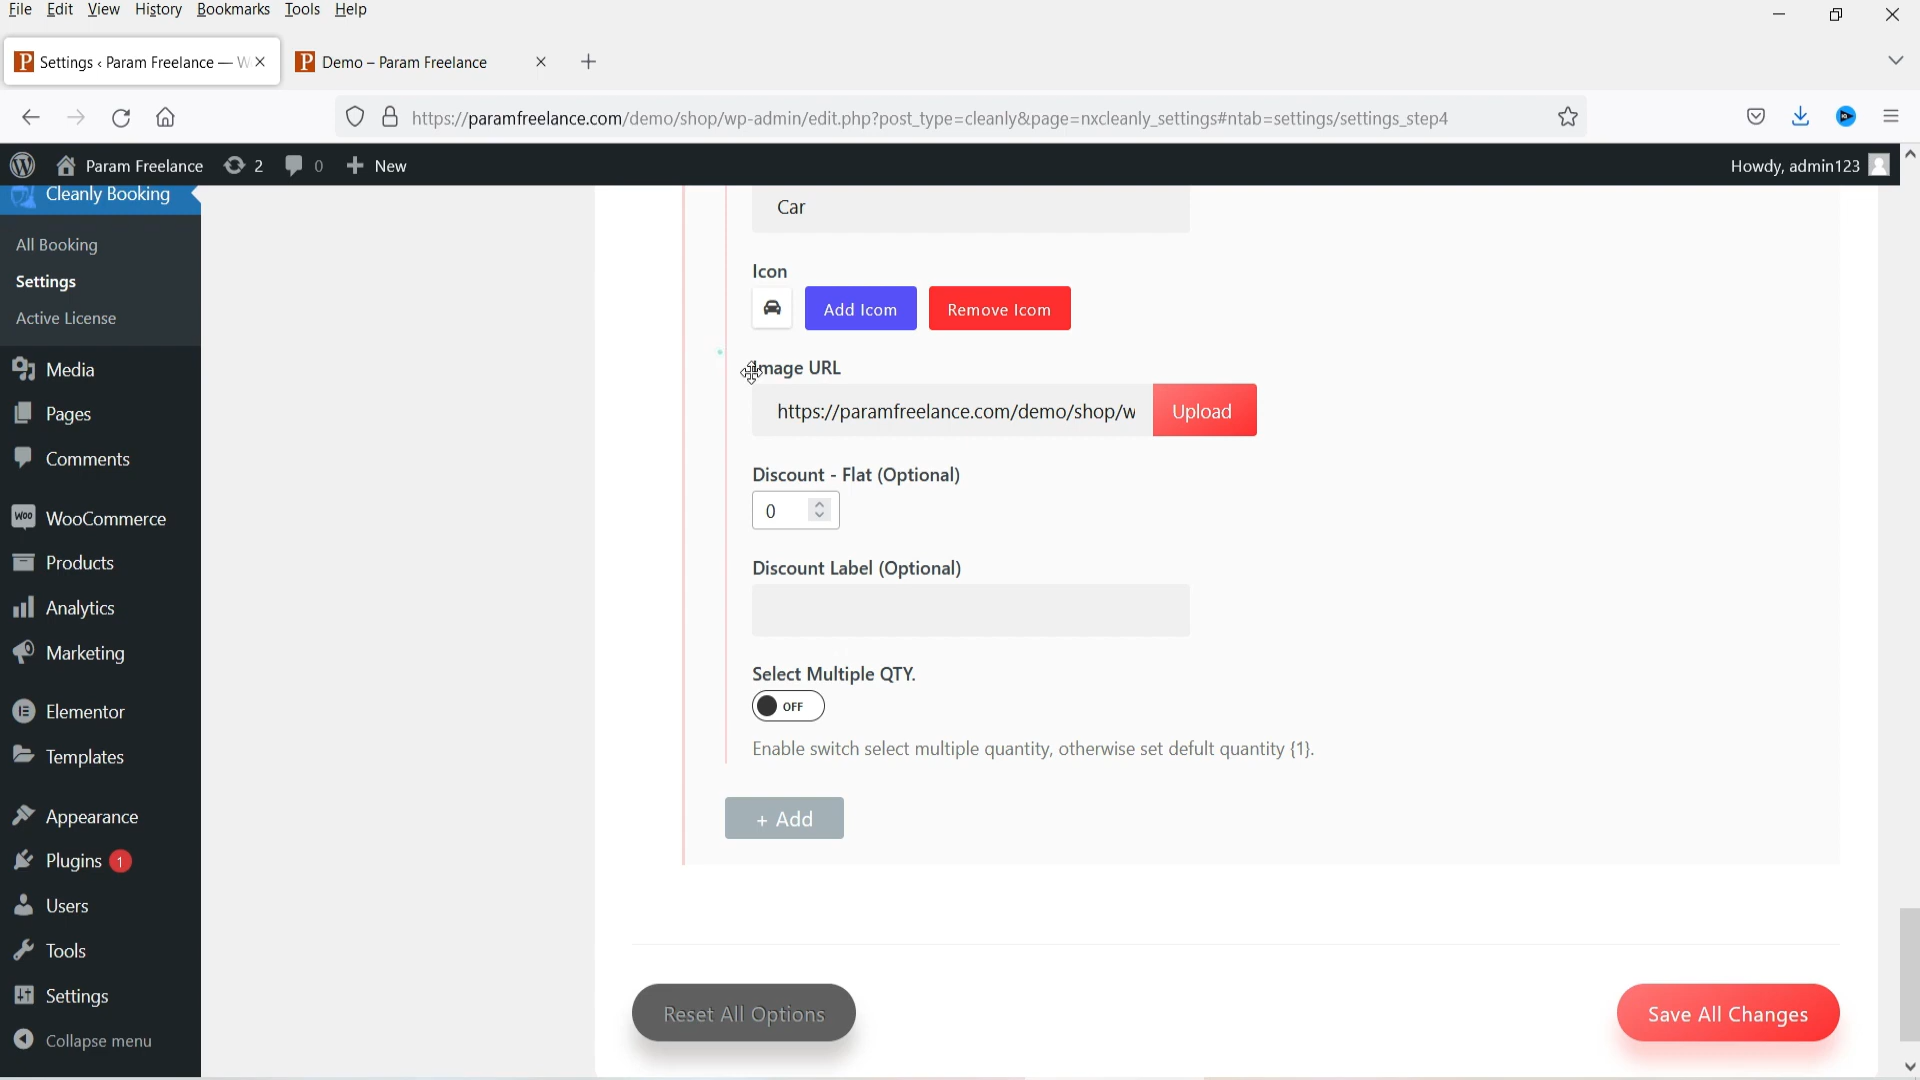 File Edit View History Bookmarks Tools Help
Settings ‹ Param Freelance — W
Demo – Param Freelance
https://paramfreelance.com/demo/shop/wp-admin/edit.php?post_type=cleanly&page=nxcleanly_settings#ntab=settings/settings_step4
Param Freelance 2 0 + New
Howdy, admin123
Cleanly Booking
All Booking
Settings
Active License
Media
Pages
Comments
WooCommerce
Products
Analytics
Marketing
Elementor
Templates
Appearance
Plugins 1
Users
Tools
Settings
Collapse menu
Car
Icon
Add Icom
Remove Icom
Image URL
https://paramfreelance.com/demo/shop/w
Upload
Discount - Flat (Optional)
0
Discount Label (Optional)
Select Multiple QTY.
OFF
Enable switch select multiple quantity, otherwise set defult quantity {1}.
+ Add
Reset All Options
Save All Changes